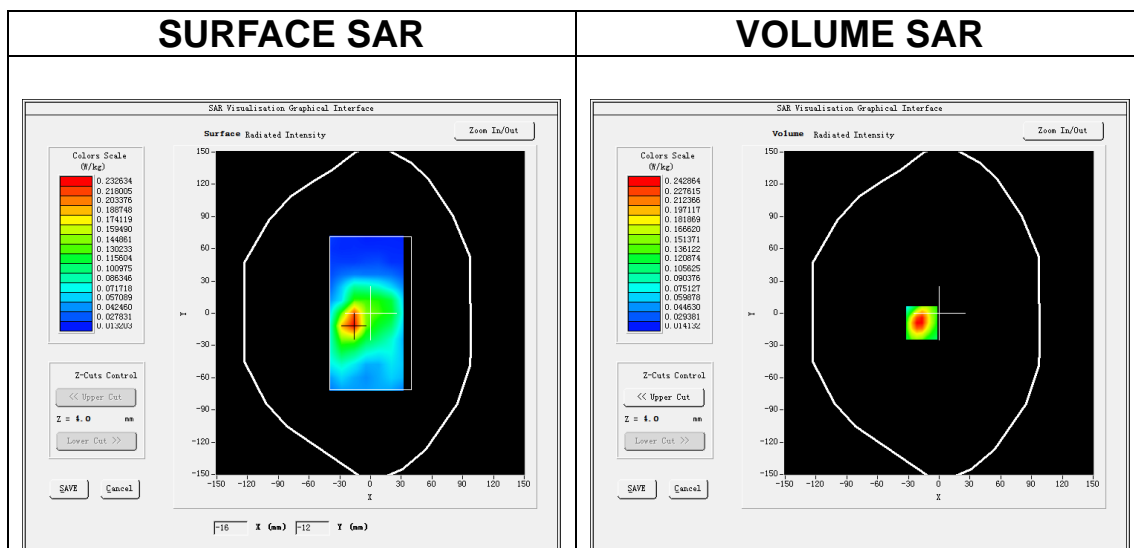 SURFACE SAR
VOLUME SAR
SAR Visualisation Graphical Interface
Surface Radiated Intensity
Zoom In/Out
Colors Scale
(W/kg)
0.232634
0.218005
0.203376
0.188748
0.174119
0.159490
0.144861
0.130233
0.115604
0.100975
0.086346
0.071718
0.057089
0.042460
0.027831
0.013203
150
120
90
60
30
0
-30
-60
-90
-120
-150
Y
-150 -120 -90 -60 -30 0 30 60 90 120 150
X
Z-Cuts Control
<< Upper Cut
Z = 4.0 mm
Lower Cut >>
SAVE Cancel
-16 X (mm) -12 Y (mm)
SAR Visualisation Graphical Interface
Volume Radiated Intensity
Zoom In/Out
Colors Scale
(W/kg)
0.242864
0.227615
0.212366
0.197117
0.181869
0.166620
0.151371
0.136122
0.120874
0.105625
0.090376
0.075127
0.059878
0.044630
0.029381
0.014132
150
120
90
60
30
0
-30
-60
-90
-120
-150
Y
-150 -120 -90 -60 -30 0 30 60 90 120 150
X
Z-Cuts Control
<< Upper Cut
Z = 4.0 mm
Lower Cut >>
SAVE Cancel